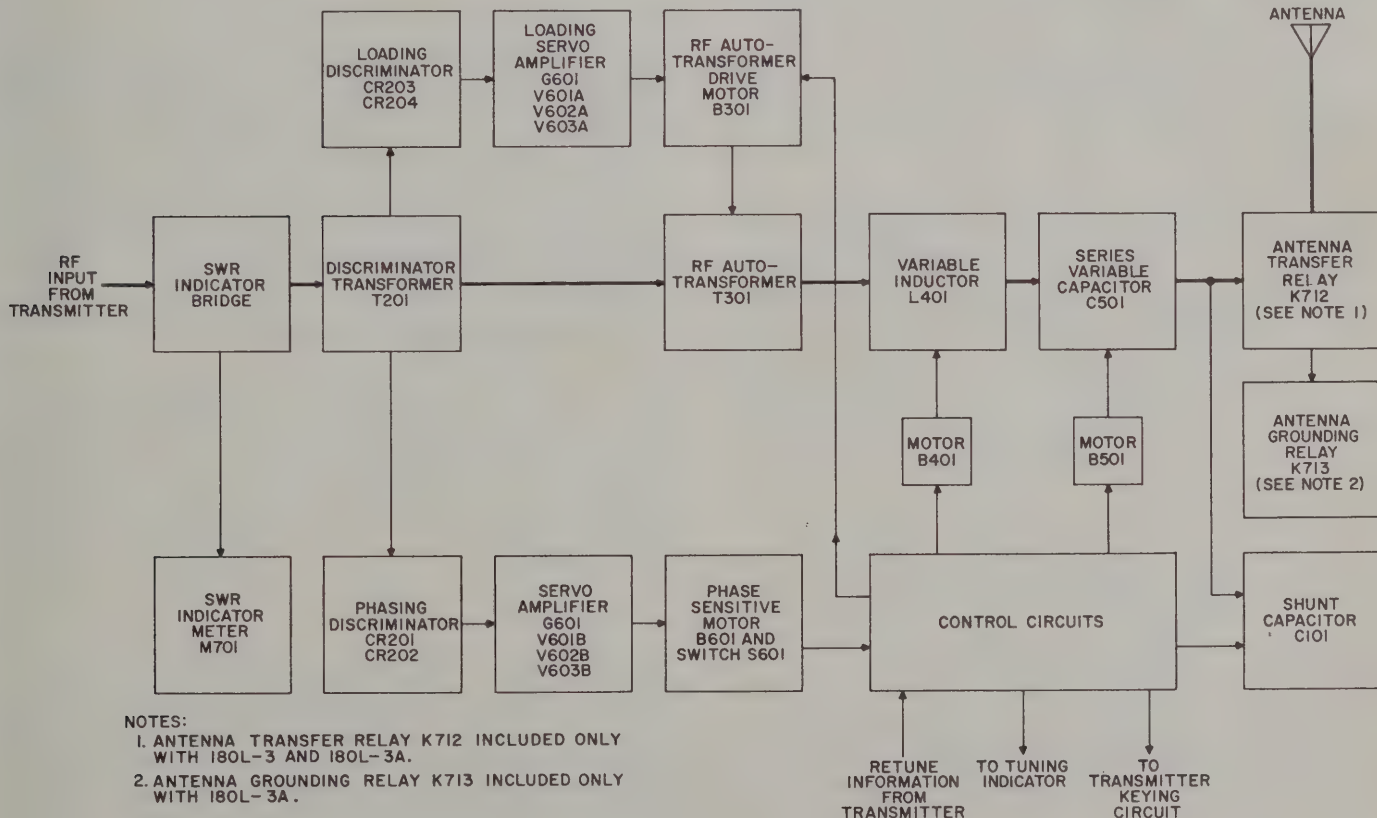 ANTENNA
LOADING
DISCRIMINATOR
CR203
CR204
LOADING
SERVO
AMPLIFIER
G601
V601A
V602A
V603A
RF AUTO-
TRANSFORMER
DRIVE
MOTOR
B301
RF
INPUT
FROM
TRANSMITTER
SWR
INDICATOR
BRIDGE
DISCRIMINATOR
TRANSFORMER
T201
RF AUTO-
TRANSFORMER
T301
VARIABLE
INDUCTOR
L401
SERIES
VARIABLE
CAPACITOR
C501
ANTENNA
TRANSFER
RELAY
K712
(SEE NOTE 1)
MOTOR
B401
MOTOR
B501
ANTENNA
GROUNDING
RELAY
K713
(SEE NOTE 2)
SWR
INDICATOR
METER
M701
PHASING
DISCRIMINATOR
CR201
CR202
SERVO
AMPLIFIER
G601
V601B
V602B
V603B
PHASE
SENSITIVE
MOTOR
B601 AND
SWITCH S601
CONTROL CIRCUITS
SHUNT
CAPACITOR
C101
NOTES:
1. ANTENNA TRANSFER RELAY K712 INCLUDED ONLY
WITH 180L-3 AND 180L-3A.
2. ANTENNA GROUNDING RELAY K713 INCLUDED ONLY
WITH 180L-3A.
RETUNE
INFORMATION
FROM
TRANSMITTER
TO TUNING
INDICATOR
TO
TRANSMITTER
KEYING
CIRCUIT